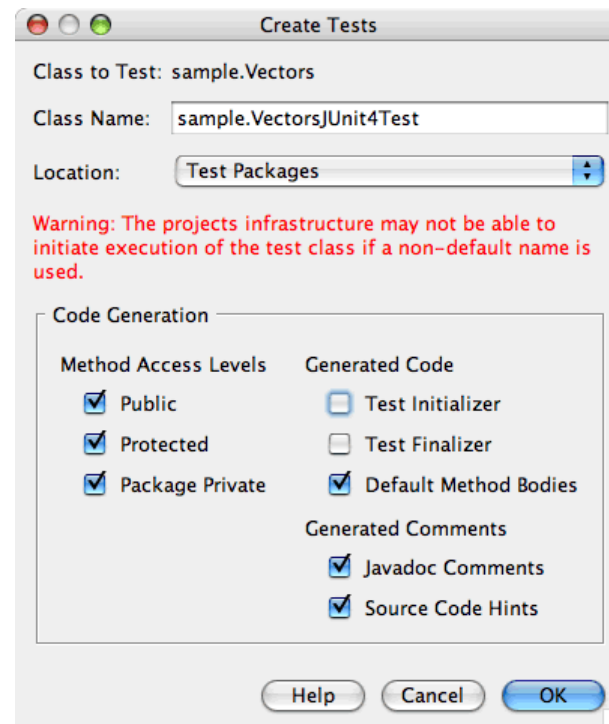 Create Tests
Class to Test: sample.Vectors
Class Name: sample.VectorsJUnit4Test
Location: Test Packages
Warning: The projects infrastructure may not be able to
initiate execution of the test class if a non-default name is
used.
Code Generation
Method Access Levels
Public
Protected
Package Private
Generated Code
Test Initializer
Test Finalizer
Default Method Bodies
Generated Comments
Javadoc Comments
Source Code Hints
Help Cancel OK